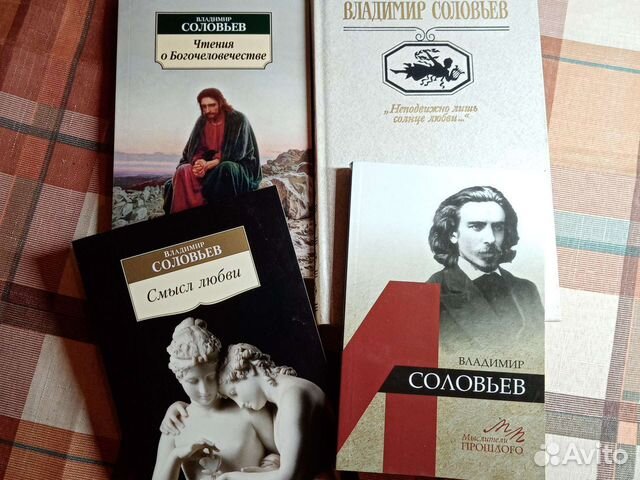 ВЛАДИМИР
СОЛОВЬЕВ
Чтения
о Богочеловечестве
ВЛАДИМИР СОЛОВЬЕВ
„Неподвижно лишь
солнце любви...“
ВЛАДИМИР
СОЛОВЬЕВ
Смысл любви
ВЛАДИМИР
СОЛОВЬЕВ
Мыслители
ПРОШЛОГО
Avito